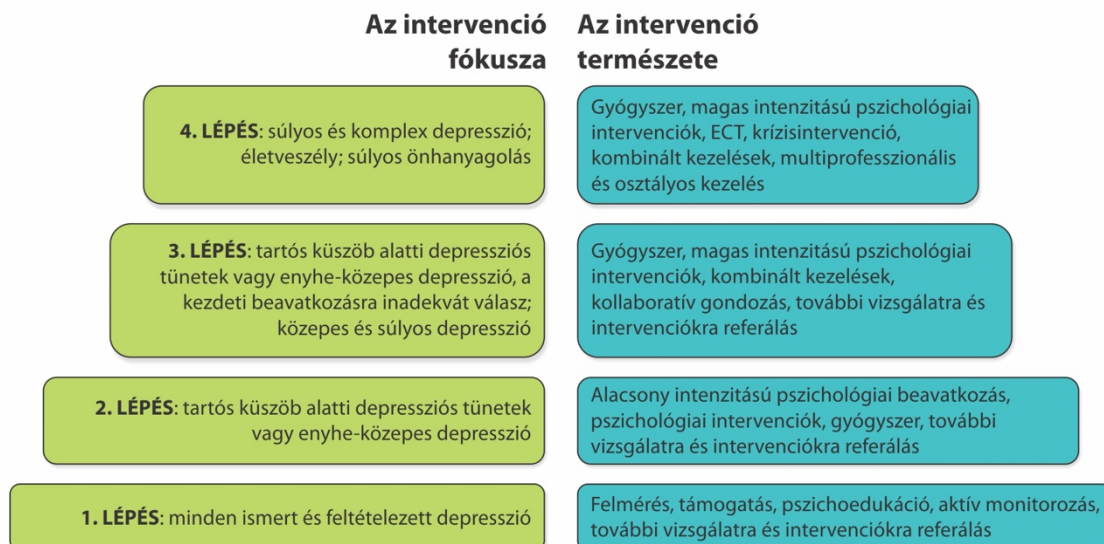 Az intervenció
fókusza
Az intervenció
természete
4. LÉPÉS: súlyos és komplex depresszió;
életveszély; súlyos önhanyagolás
Gyógyszer, magas intenzitású pszichológiai
intervenciók, ECT, krízisintervenció,
kombinált kezelések, multiprofesszionális
és osztályos kezelés
3. LÉPÉS: tartós küszöb alatti depressziós
tünetek vagy enyhe-közepes depresszió, a
kezdeti beavatkozásra inadekvát válasz;
közepes és súlyos depresszió
Gyógyszer, magas intenzitású pszichológiai
intervenciók, kombinált kezelések,
kollaboratív gondozás, további vizsgálatra és
intervenciókra referálás
2. LÉPÉS: tartós küszöb alatti depressziós tünetek
vagy enyhe-közepes depresszió
Alacsony intenzitású pszichológiai beavatkozás,
pszichológiai intervenciók, gyógyszer, további
vizsgálatra és intervenciókra referálás
1. LÉPÉS: minden ismert és feltételezett depresszió
Felmérés, támogatás, pszichoedukáció, aktív monitorozás,
további vizsgálatra és intervenciókra referálás